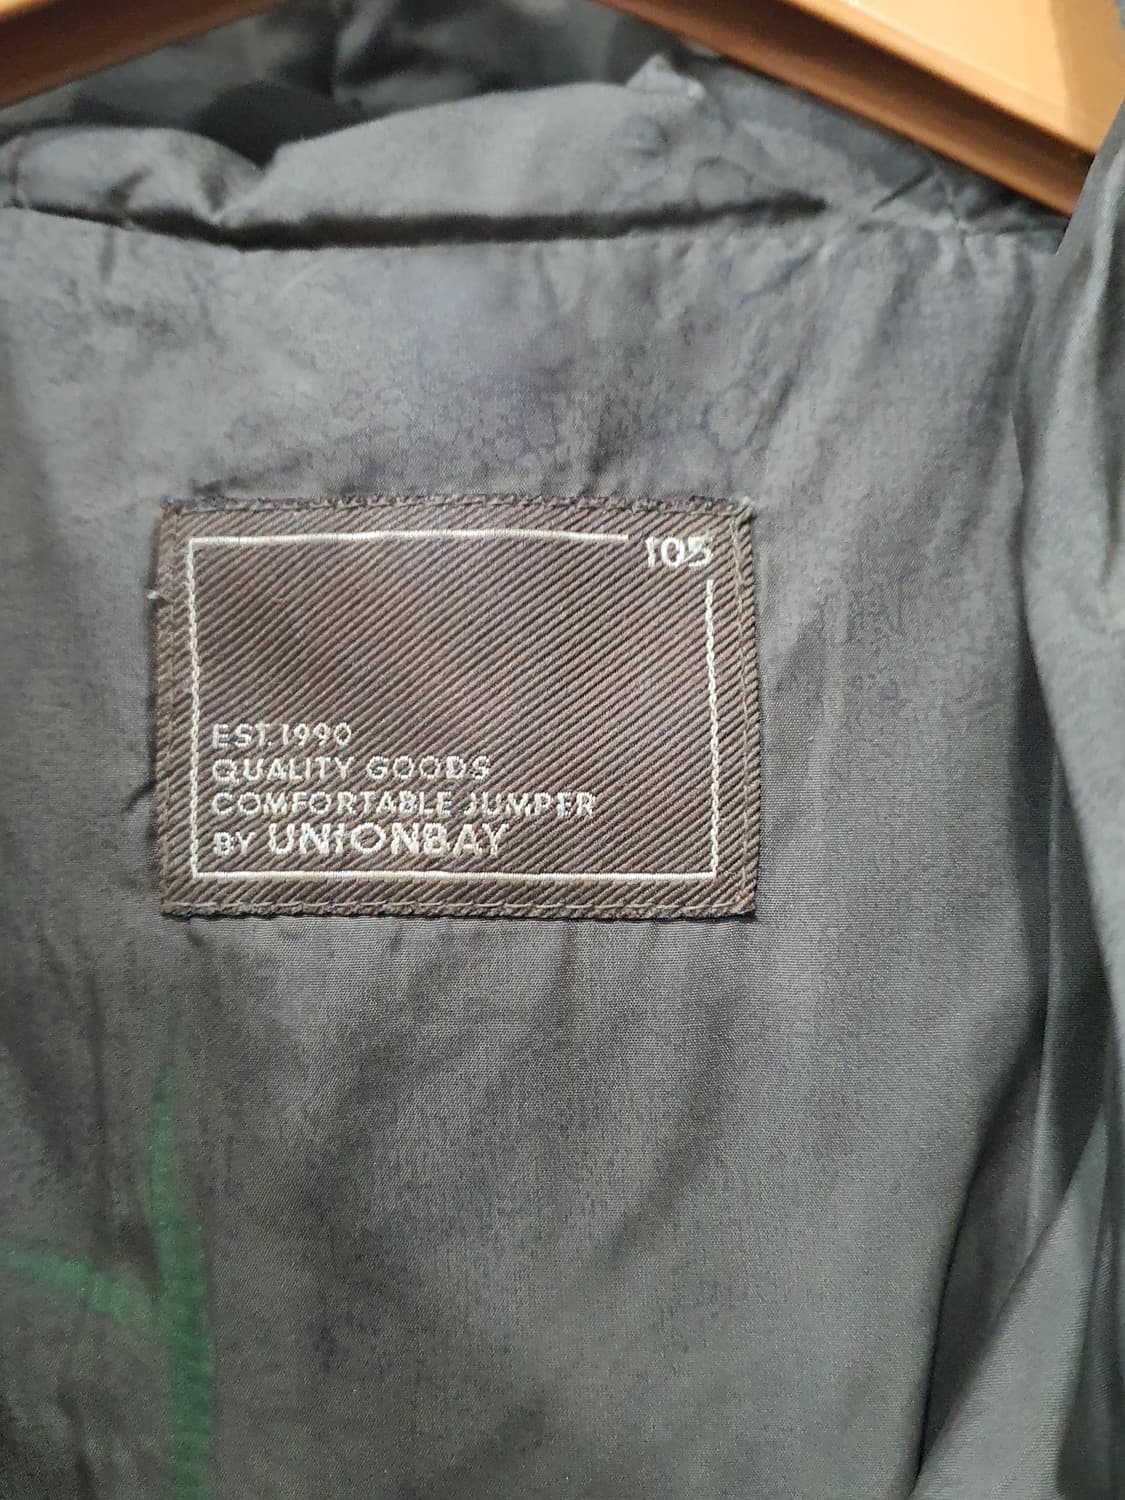 105
EST.1990
QUALITY GOODS
COMFORTABLE JUMPER
BY UNIONBAY